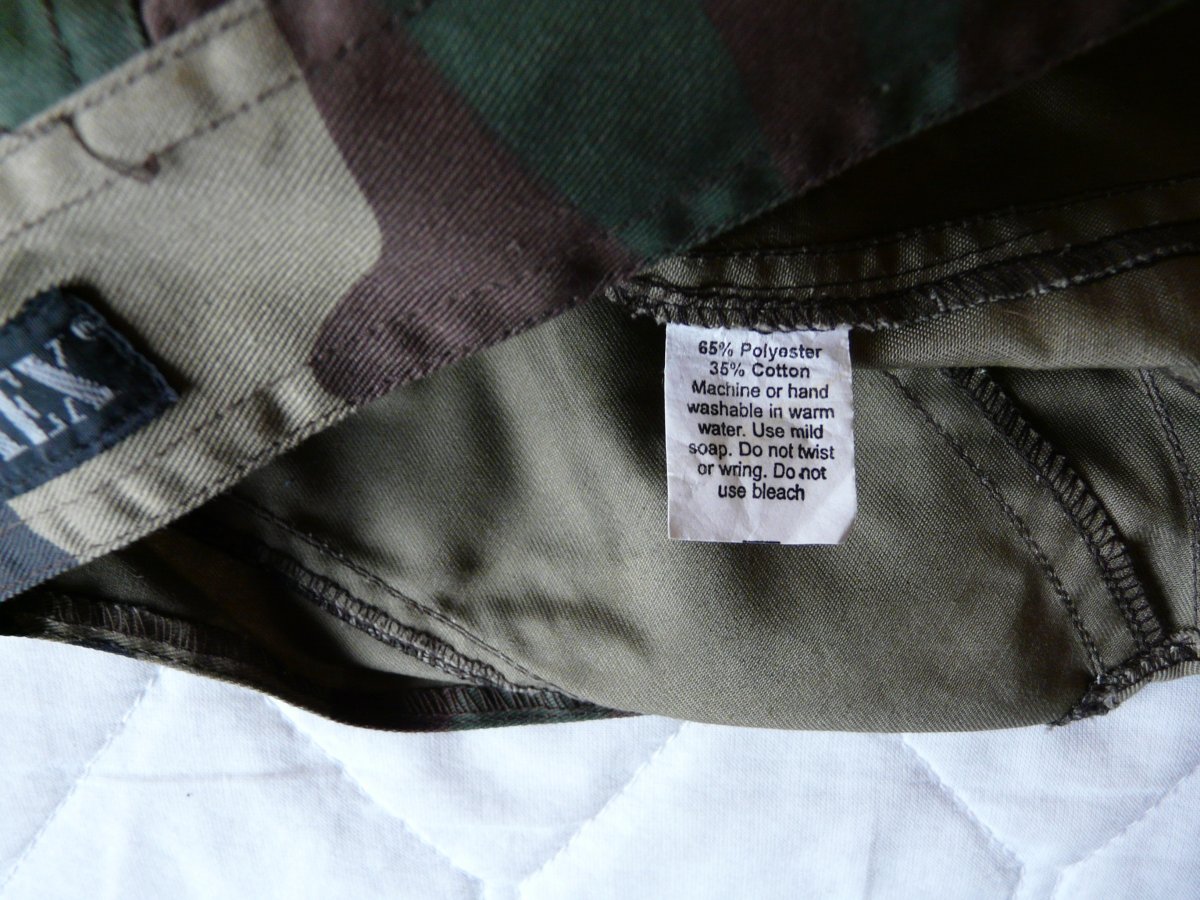 EX®
65% Polyester
35% Cotton
Machine or hand
washable in warm
water. Use mild
soap. Do not twist
or wring. Do not
use bleach